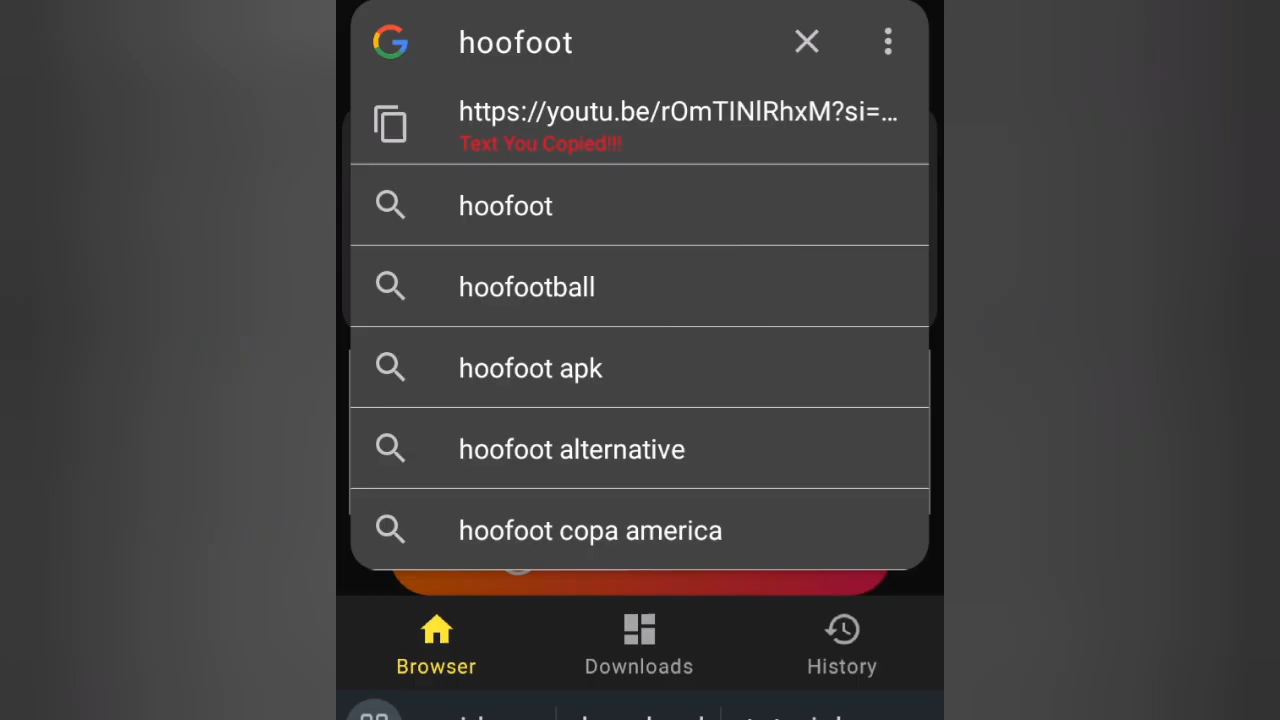 hoofoot
https://youtu.be/rOmTINlRhxM?si=...
Text You Copied!!!
hoofoot
hoofootball
hoofoot apk
hoofoot alternative
hoofoot copa america
Browser
Downloads
History